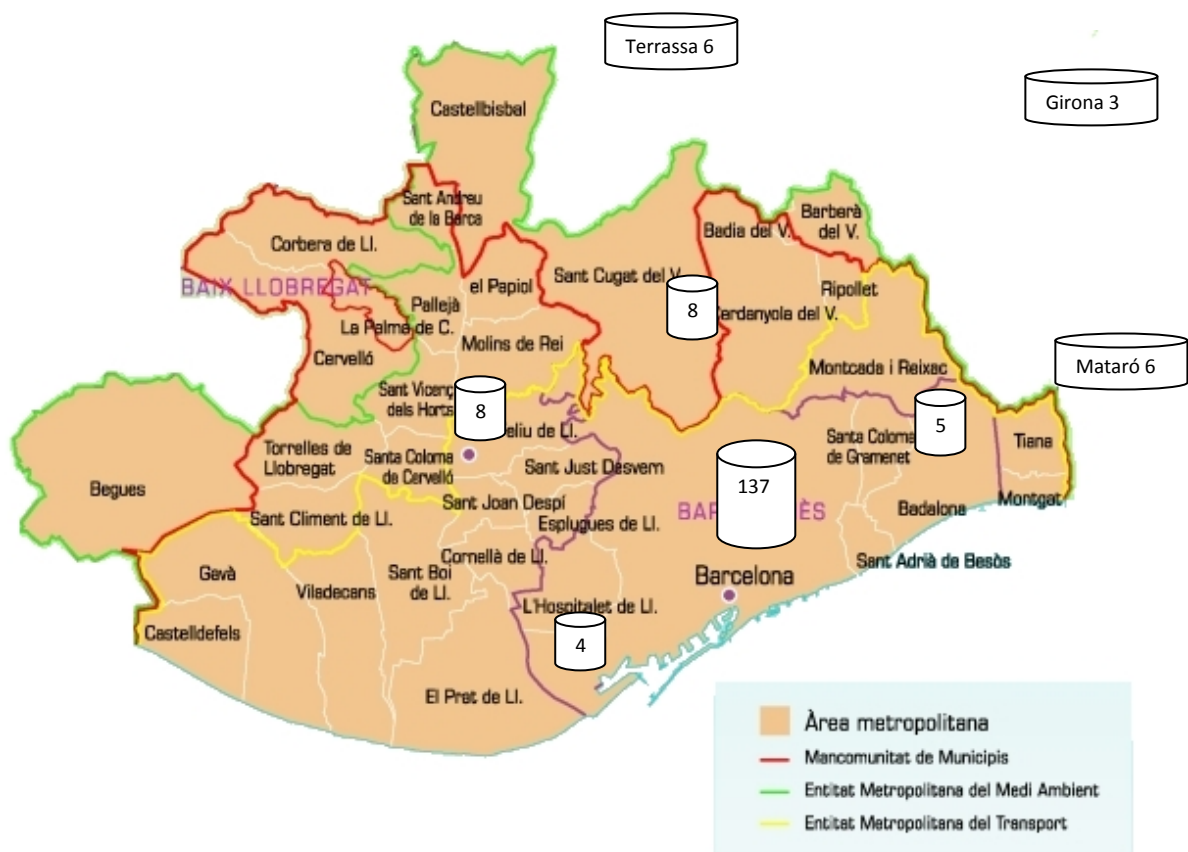 Terrassa 6
Girona 3
Castellbisbal
Sant Andreu
de la Barca
Barberà
del V.
Badia del V.
Corbera de Ll.
Sant Cugat del V.
el Papiol
BAIX LLOBREGAT
Ripollet
Pallejà
8
Cerdanyola del V.
La Palma de C.
Molins de Rei
Cervelló
Montcada i Reixac
Mataró 6
Sant Vicenç
dels Horts
8
5
eliu de Ll.
Santa Coloma
de Gramenet
Tiana
Torrelles de
Llobregat
Santa Coloma
de Cervelló
Sant Just Desvern
Begues
137
Sant Joan Despí
Montgat
Badalona
BAR
ÈS
Sant Climent de Ll.
Esplugues de Ll.
Cornellà de Ll.
Sant Adrià de Besòs
Gavà
Sant Boi
de Ll.
Barcelona
Viladecans
L'Hospitalet de Ll.
Castelldefels
4
El Prat de Ll.
Àrea metropolitana
Mancomunitat de Municipis
Entitat Metropolitana del Medi Ambient
Entitat Metropolitana del Transport